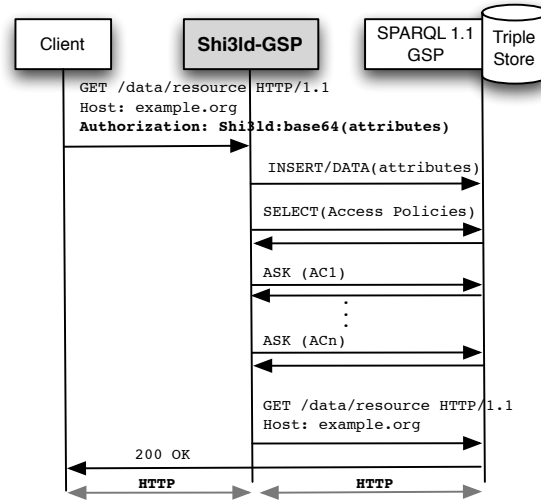 Client
Shi3ld-GSP
SPARQL 1.1
GSP
Triple
Store
GET /data/resource HTTP/1.1
Host: example.org
Authorization: Shi3ld:base64(attributes)
INSERT/DATA(attributes)
SELECT(Access Policies)
ASK (AC1)
ASK (ACn)
GET /data/resource HTTP/1.1
Host: example.org
200 OK
HTTP
HTTP